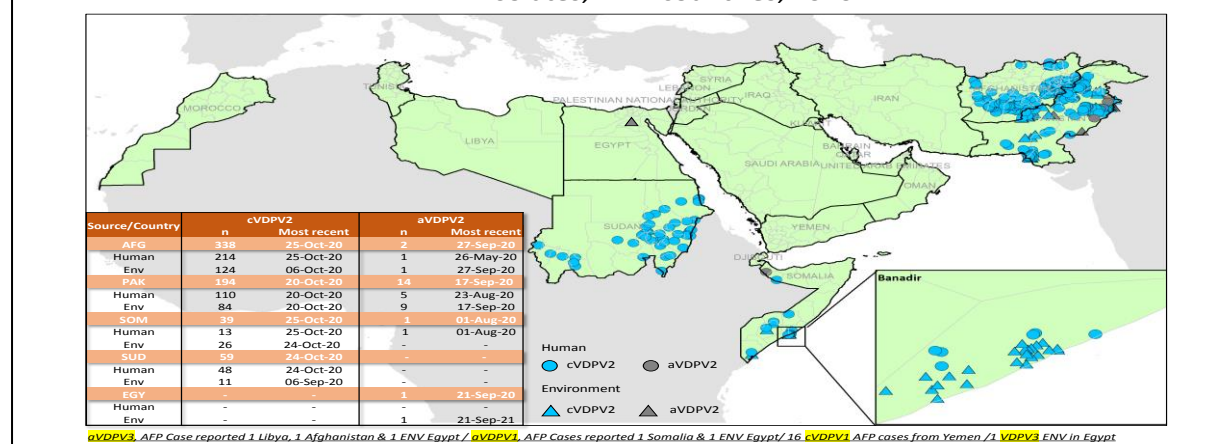 MOROCCO
TUNISIA
LIBYA
EGYPT
SUDAN
PALESTINIAN NATIONAL AUTHORITY
SYRIA
IRAQ
IRAN
SAUDI ARABIA
BAHRAIN
QATAR
UNITED ARAB EMIRATES
OMAN
YEMEN
DJIBOUTI
SOMALIA
Source/Country cVDPV2 aVDPV2
n Most recent n Most recent
AFG 338 25-Oct-20 2 27-Sep-20
Human 214 25-Oct-20 1 26-May-20
Env 124 06-Oct-20 1 27-Sep-20
PAK 194 20-Oct-20 14 17-Sep-20
Human 110 20-Oct-20 5 23-Aug-20
Env 84 20-Oct-20 9 17-Sep-20
SOM 39 25-Oct-20 1 01-Aug-20
Human 13 25-Oct-20 1 01-Aug-20
Env 26 24-Oct-20 - -
SUD 59 24-Oct-20 - -
Human 48 24-Oct-20 - -
Env 11 06-Sep-20 - -
EGY - - 1 21-Sep-20
Human - - - -
Env - - 1 21-Sep-21
Human
cVDPV2 aVDPV2
Environment
cVDPV2 aVDPV2
Banadir
aVDPV3, AFP Case reported 1 Libya, 1 Afghanistan & 1 ENV Egypt / aVDPV1, AFP Cases reported 1 Somalia & 1 ENV Egypt/ 16 cVDPV1 AFP cases from Yemen /1 VDPV3 ENV in Egypt